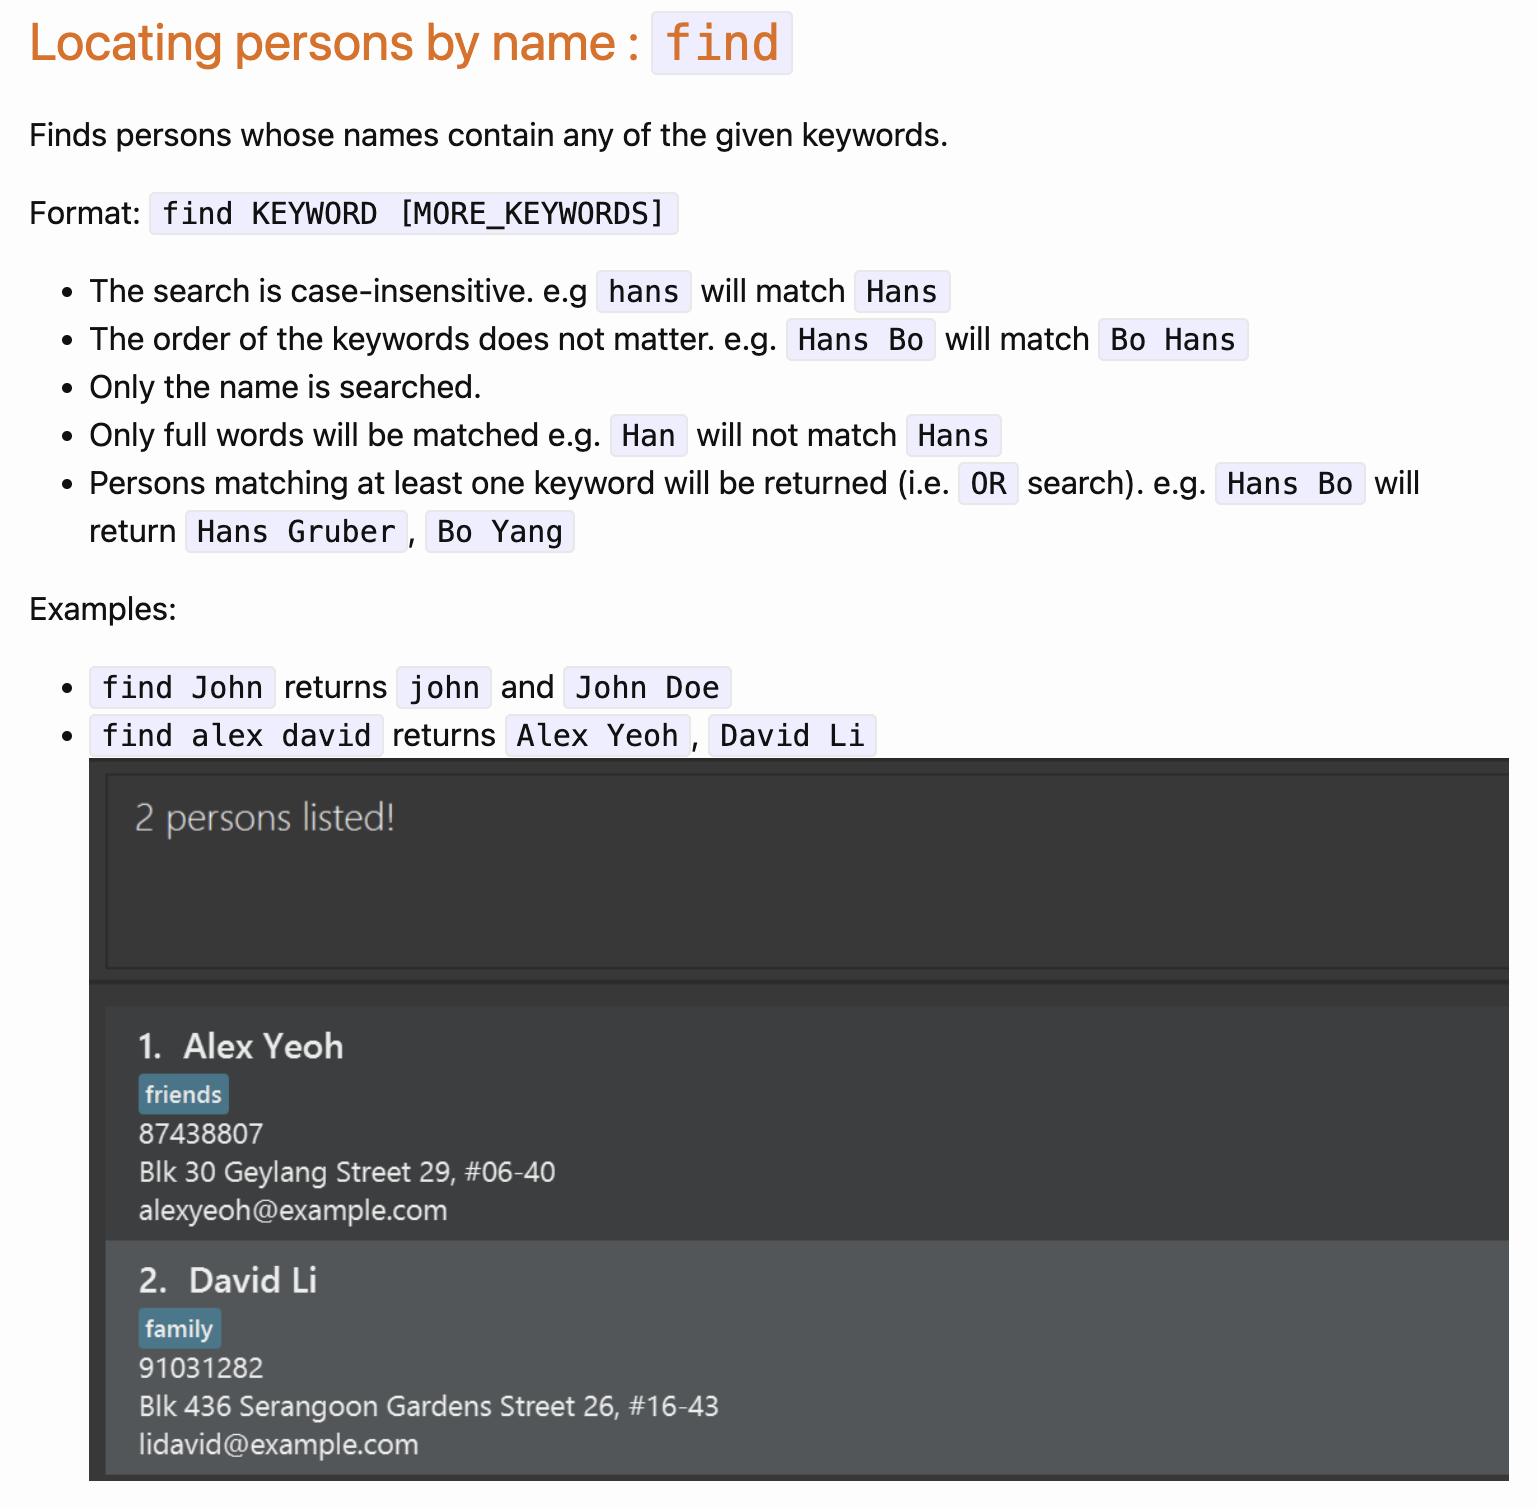 Locating persons by name : find
Finds persons whose names contain any of the given keywords.
Format: find KEYWORD [MORE_KEYWORDS]
• The search is case-insensitive. e.g hans will match Hans
• The order of the keywords does not matter. e.g. Hans Bo will match Bo Hans
• Only the name is searched.
• Only full words will be matched e.g. Han will not match Hans
• Persons matching at least one keyword will be returned (i.e. OR search). e.g. Hans Bo will
return Hans Gruber, Bo Yang
Examples:
• find John returns john and John Doe
• find alex david returns Alex Yeoh, David Li
2 persons listed!
1. Alex Yeoh
friends
87438807
Blk 30 Geylang Street 29, #06-40
alexyeoh@example.com
2. David Li
family
91031282
Blk 436 Serangoon Gardens Street 26, #16-43
lidavid@example.com